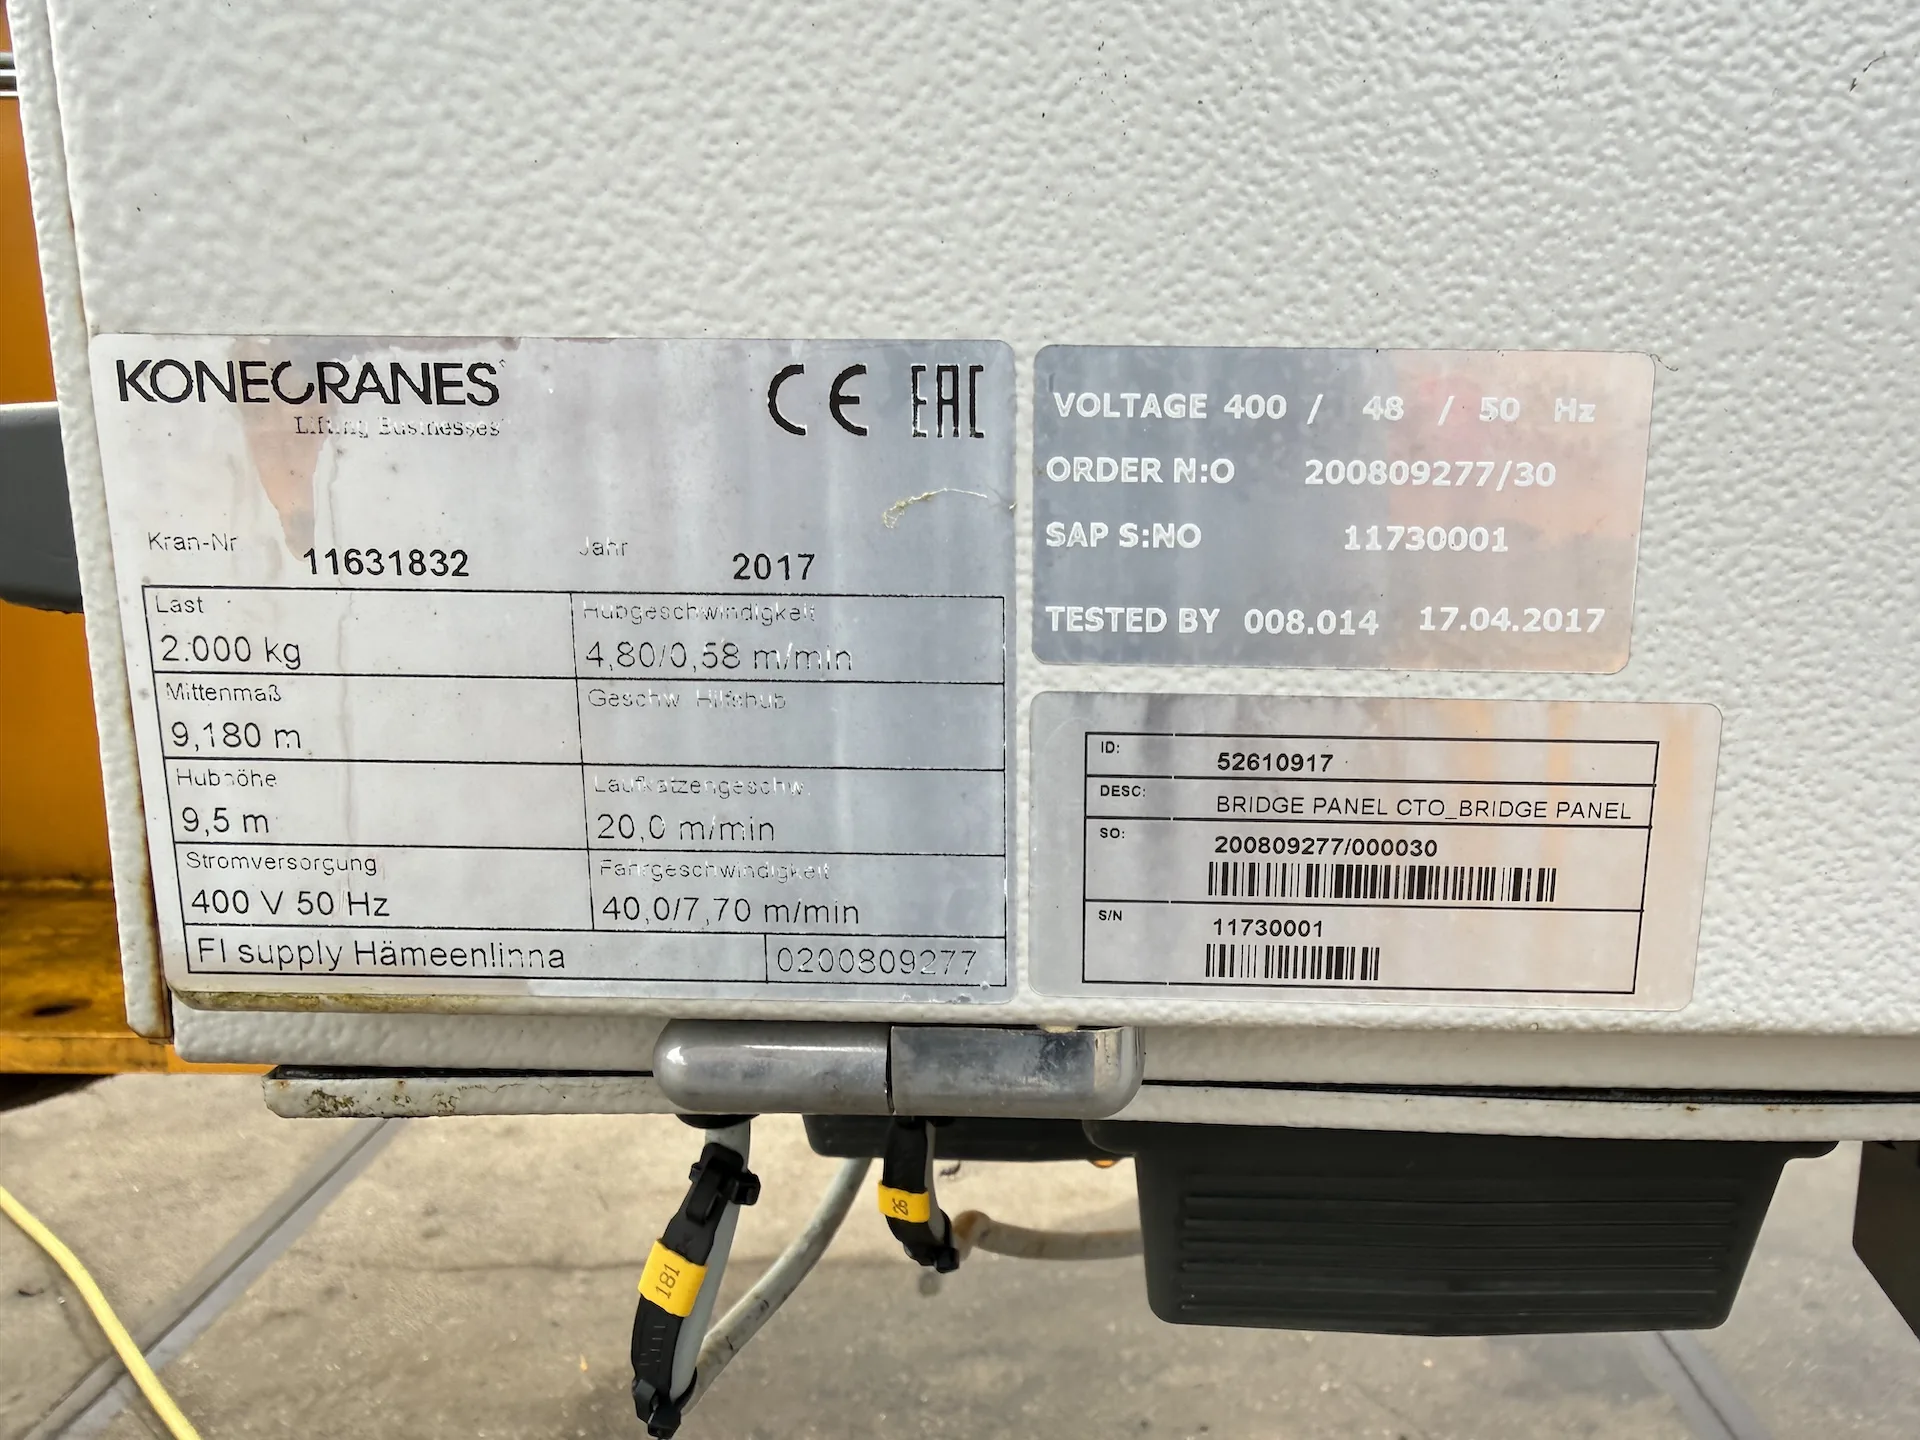 KONECRANES
Lifting Businesses
CE EAC
Kran-Nr 11631832 Jahr 2017
Last
2.000 kg
Hubgeschwindigkeit
4,80/0,58 m/min
Mittenmaß
9,180 m
Geschw. Hilfshub
Hubhöhe
9,5 m
Laufkatzengeschw.
20,0 m/min
Stromversorgung
400 V 50 Hz
Fahrgeschwindigkeit
40,0/7,70 m/min
FI supply Hämeenlinna 0200809277
VOLTAGE 400 / 48 / 50 Hz
ORDER N:O 200809277/30
SAP S:NO 11730001
TESTED BY 008.014 17.04.2017
ID: 52610917
DESC: BRIDGE PANEL CTO_BRIDGE PANEL
SO: 200809277/000030
S/N 11730001
181
26